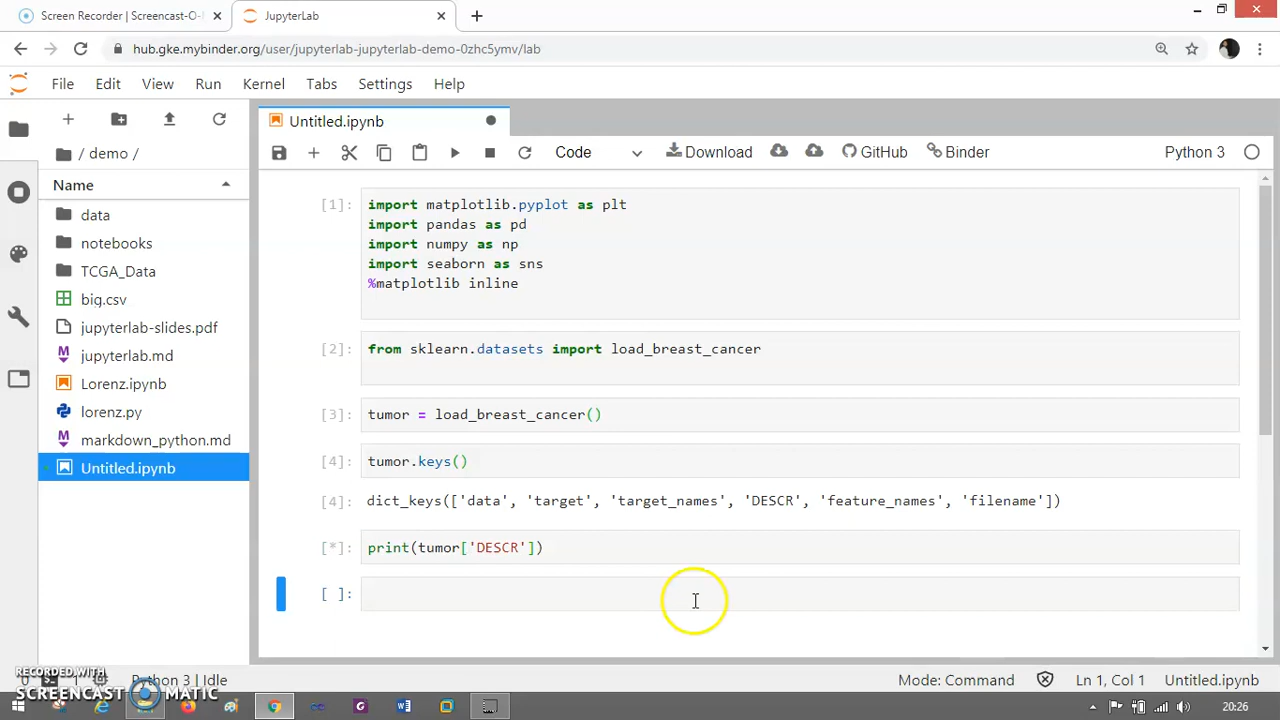 Screen Recorder | Screencast-O-
JupyterLab
hub.gke.mybinder.org/user/jupyterlab-jupyterlab-demo-0zhc5ymv/lab
File Edit View Run Kernel Tabs Settings Help
/ demo /
Name
data
notebooks
TCGA_Data
big.csv
jupyterlab-slides.pdf
jupyterlab.md
Lorenz.ipynb
lorenz.py
markdown_python.md
Untitled.ipynb
Untitled.ipynb
Code Download GitHub Binder Python 3
[1]: import matplotlib.pyplot as plt
import pandas as pd
import numpy as np
import seaborn as sns
%matplotlib inline
[2]: from sklearn.datasets import load_breast_cancer
[3]: tumor = load_breast_cancer()
[4]: tumor.keys()
[4]: dict_keys(['data', 'target', 'target_names', 'DESCR', 'feature_names', 'filename'])
[*]: print(tumor['DESCR'])
[ ]:
Python 3 | Idle Mode: Command Ln 1, Col 1 Untitled.ipynb
RECORDED WITH
SCREENCAST MATIC
20:26